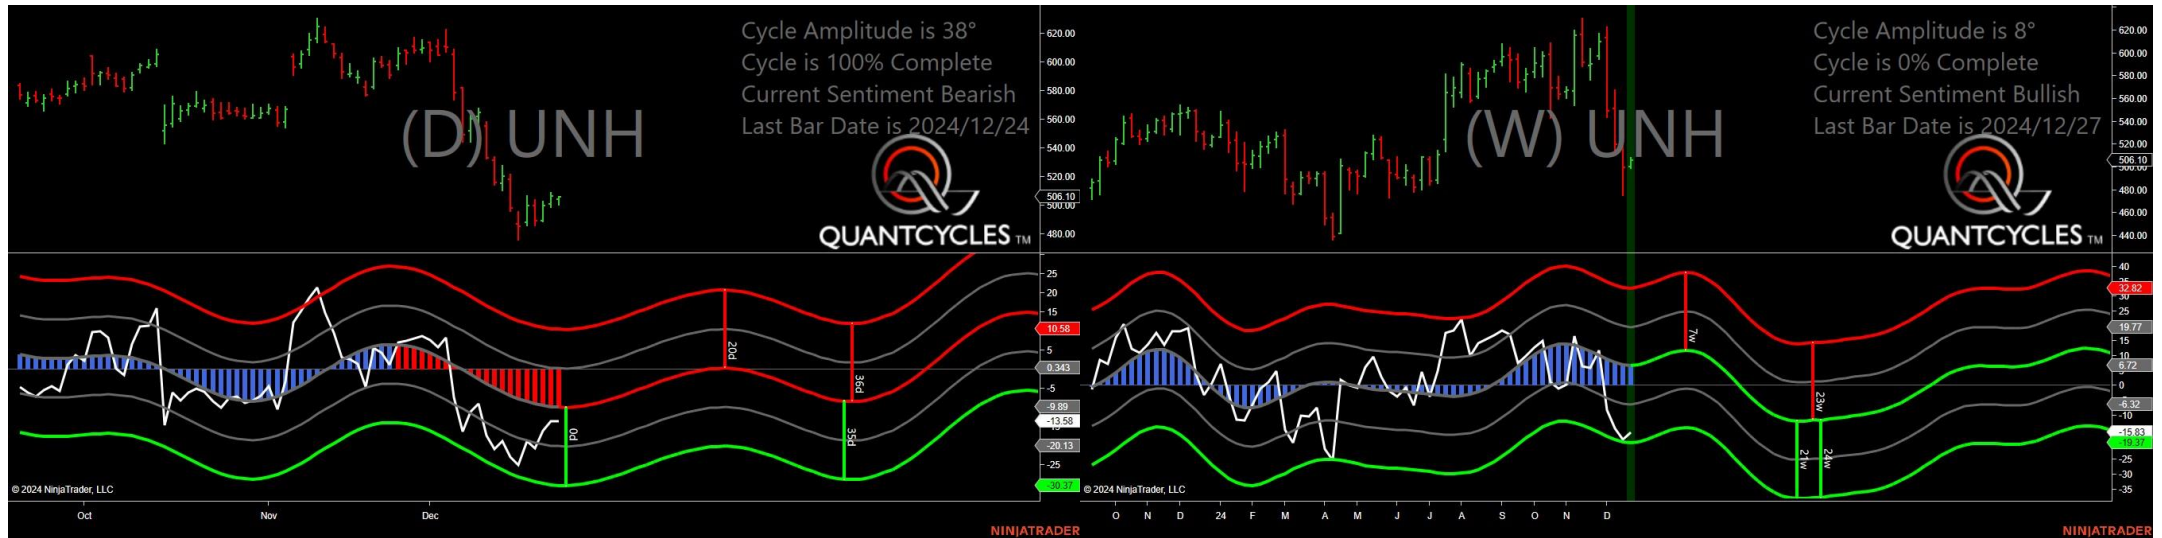 Cycle Amplitude is 38°
Cycle is 100% Complete
Current Sentiment Bearish
Last Bar Date is 2024/12/24
(D) UNH
QUANTCYCLES TM
620.00
600.00
580.00
560.00
540.00
520.00
506.10
500.00
480.00
25
20
15
10.58
5
0.343
-5
-9.89
-13.58
-20.13
-25
-30.37
20d
36d
0d
35d
© 2024 NinjaTrader, LLC
Oct Nov Dec
NINJATRADER
Cycle Amplitude is 8°
Cycle is 0% Complete
Current Sentiment Bullish
Last Bar Date is 2024/12/27
(W) UNH
QUANTCYCLES TM
620.00
600.00
580.00
560.00
540.00
520.00
506.10
500.00
480.00
460.00
440.00
40
32.82
30
25
19.77
15
10
6.72
5
0
-6.32
-10
-15.83
-19.37
-25
-30
-35
7w
23w
21w
24w
© 2024 NinjaTrader, LLC
O N D 24 F M A M J J A S O N D
NINJATRADER